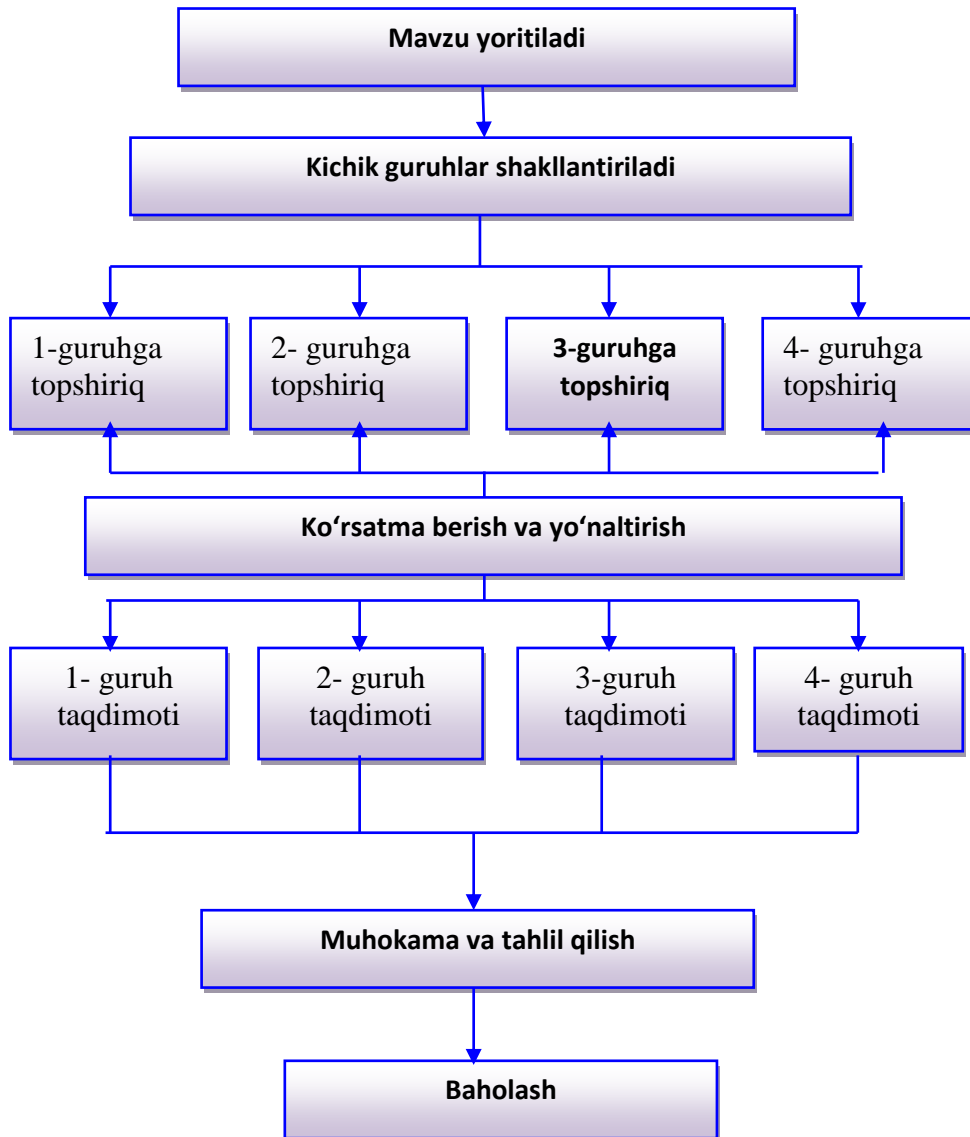 Mavzu yoritiladi
Kichik guruhlar shakllantiriladi
1-guruhga
topshiriq
2- guruhga
topshiriq
3-guruhga
topshiriq
4- guruhga
topshiriq
Ko‘rsatma berish va yo‘naltirish
1- guruh
taqdimoti
2- guruh
taqdimoti
3-guruh
taqdimoti
4- guruh
taqdimoti
Muhokama va tahlil qilish
Baholash